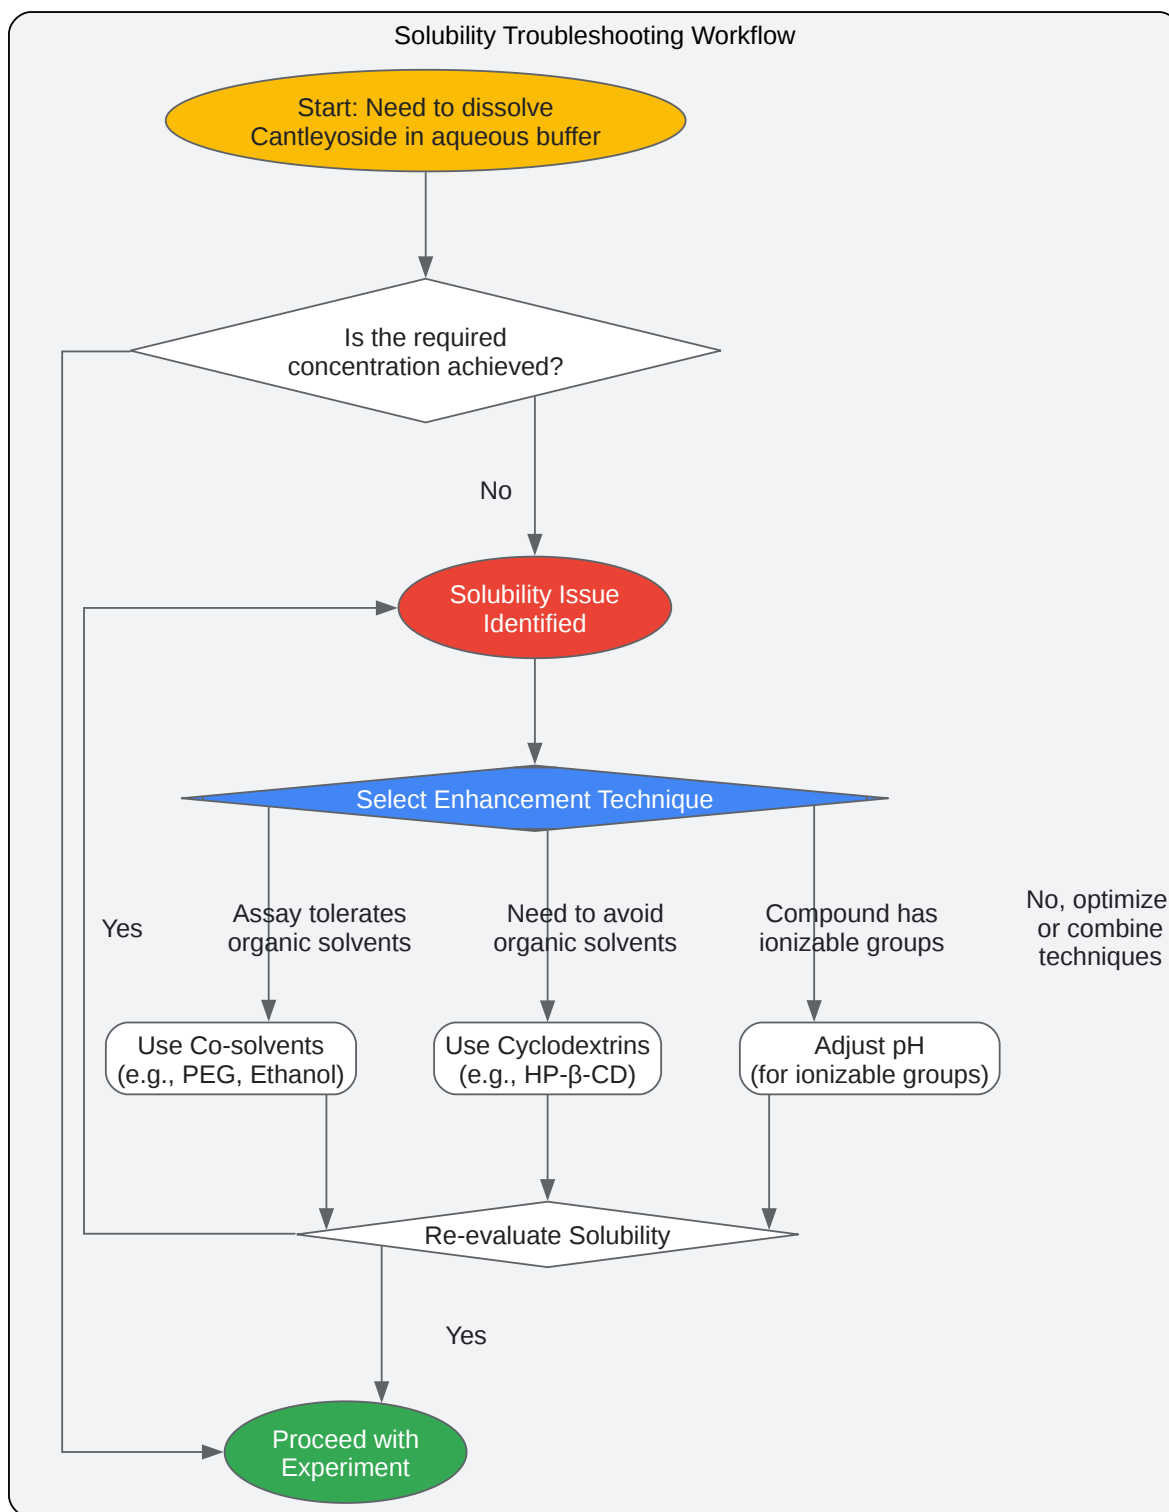 Solubility Troubleshooting Workflow
Start: Need to dissolve
Cantleyoside in aqueous buffer
Is the required
concentration achieved?
No
Solubility Issue
Identified
Select Enhancement Technique
Yes
Assay tolerates
organic solvents
Need to avoid
organic solvents
Compound has
ionizable groups
No, optimize
or combine
techniques
Use Co-solvents
(e.g., PEG, Ethanol)
Use Cyclodextrins
(e.g., HP-β-CD)
Adjust pH
(for ionizable groups)
Re-evaluate Solubility
Yes
Proceed with
Experiment